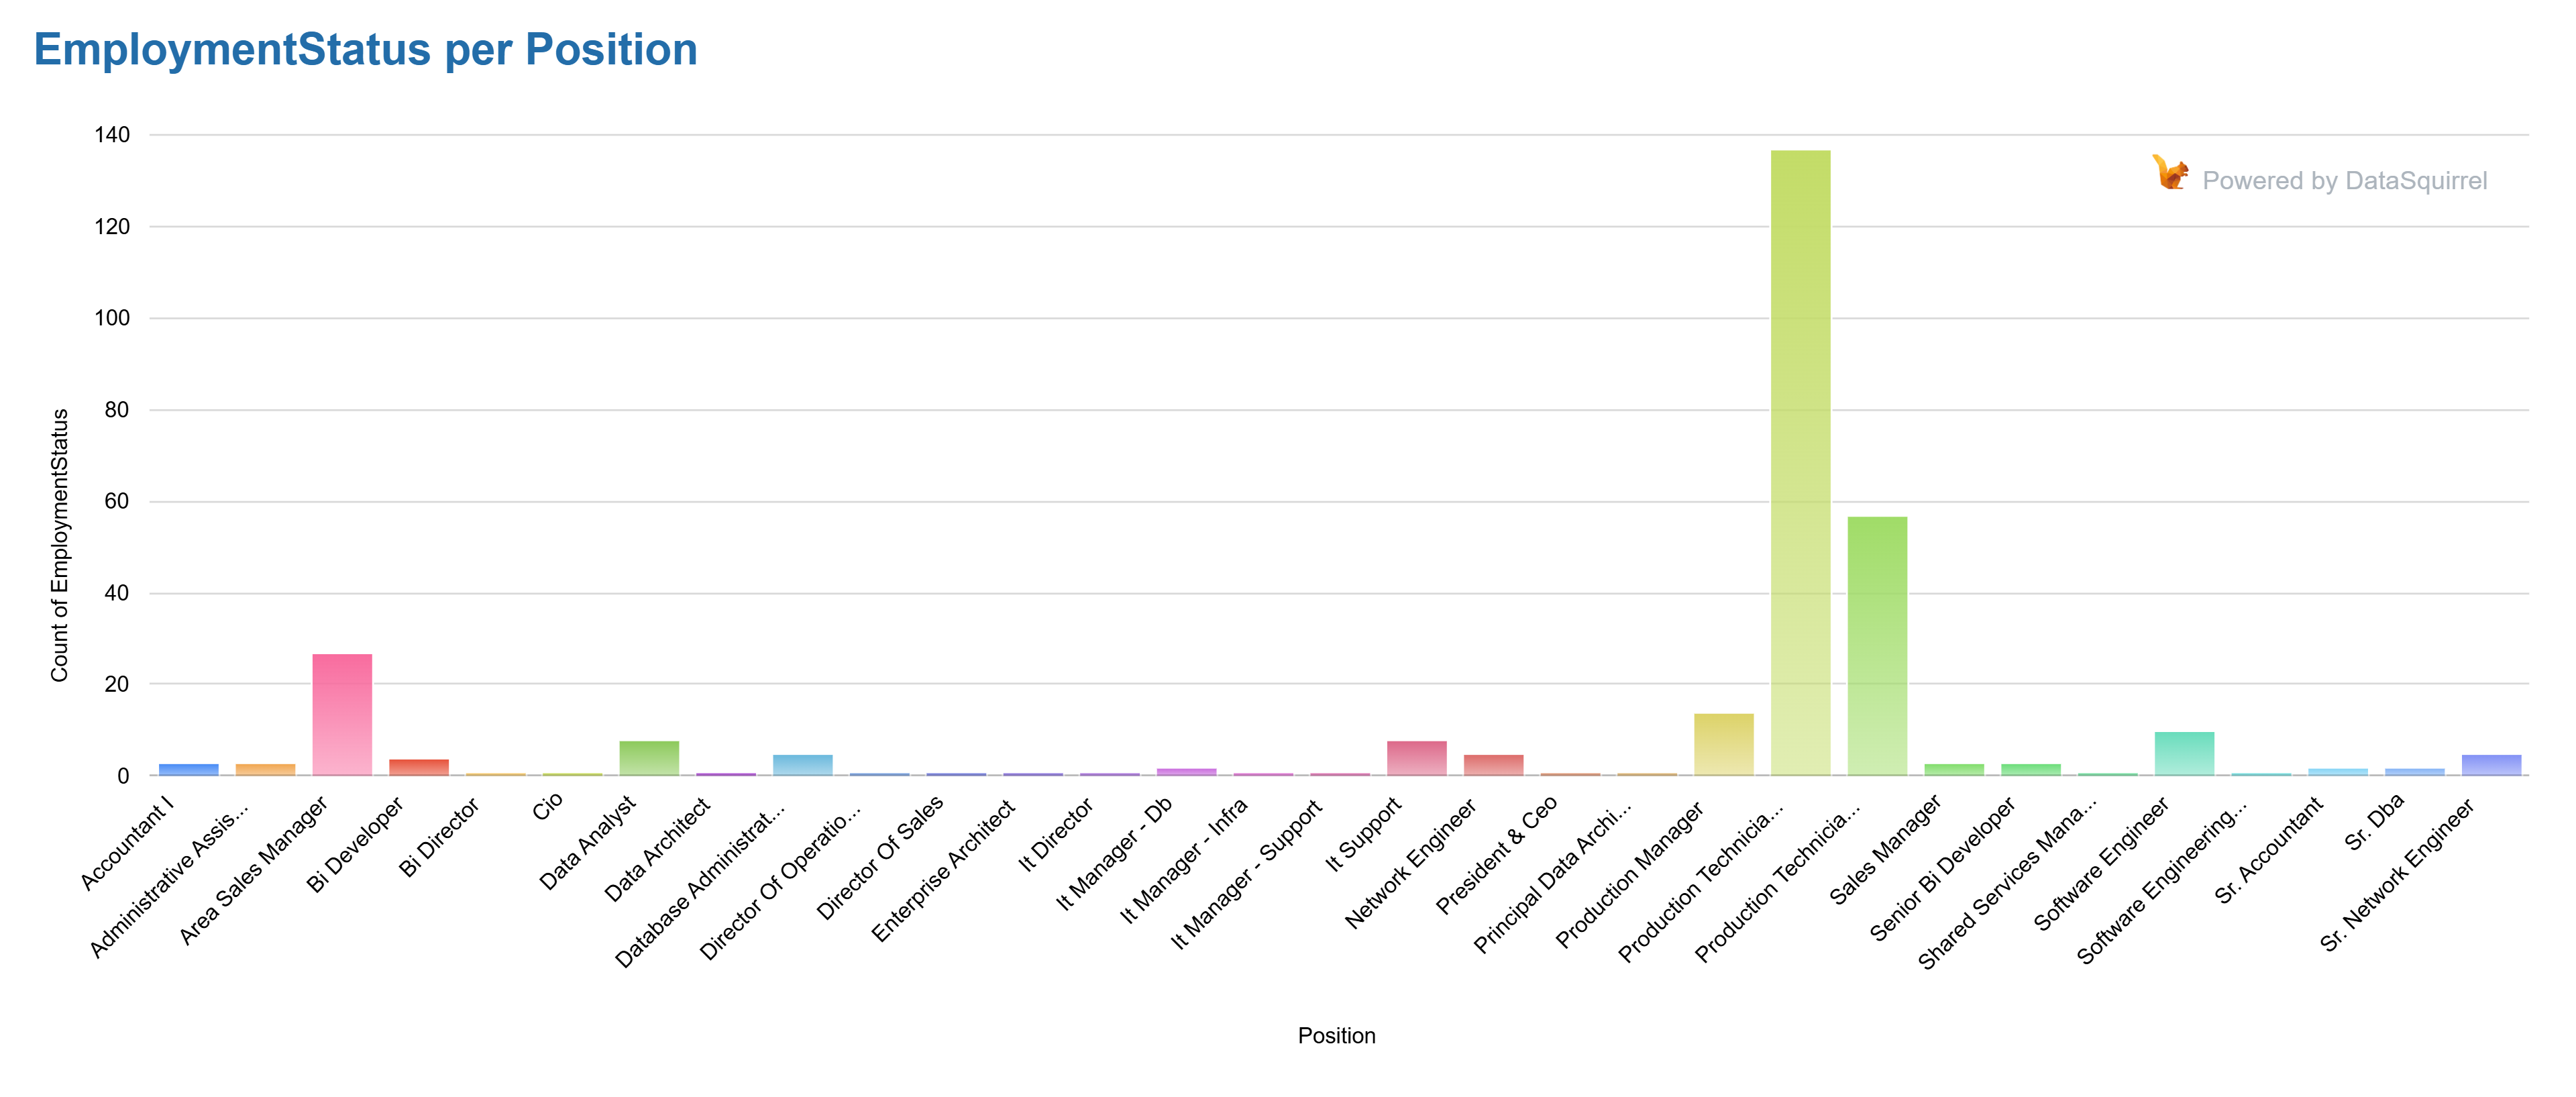 EmploymentStatus per Position
140
120
100
80
60
40
20
0
Count of EmploymentStatus
Powered by DataSquirrel
Accountant I
Administrative Assis...
Area Sales Manager
Bi Developer
Bi Director
Cio
Data Analyst
Data Architect
Database Administrat...
Director Of Operatio...
Director Of Sales
Enterprise Architect
It Director
It Manager - Db
It Manager - Infra
It Manager - Support
It Support
Network Engineer
President & Ceo
Principal Data Archi...
Production Manager
Production Technicia...
Production Technicia...
Sales Manager
Senior Bi Developer
Shared Services Mana...
Software Engineer
Software Engineering...
Sr. Accountant
Sr. Dba
Sr. Network Engineer
Position